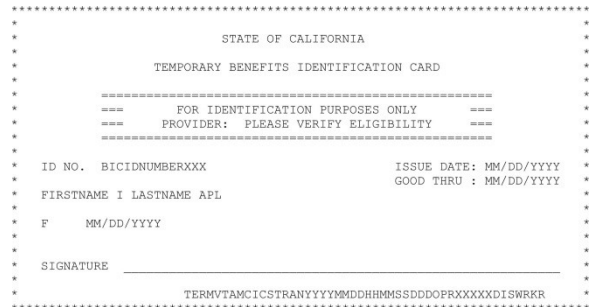 ********************************************************************************
STATE OF CALIFORNIA
TEMPORARY BENEFITS IDENTIFICATION CARD
====================================================
=== FOR IDENTIFICATION PURPOSES ONLY ===
=== PROVIDER: PLEASE VERIFY ELIGIBILITY ===
====================================================
ID NO. BICIDNUMBERXXX ISSUE DATE: MM/DD/YYYY
GOOD THRU : MM/DD/YYYY
FIRSTNAME I LASTNAME APL
F MM/DD/YYYY
SIGNATURE
TERMVTAMCICSTRANYYYYMMDDHHMMSSDDDOPRXXXXXDISWRKR
********************************************************************************